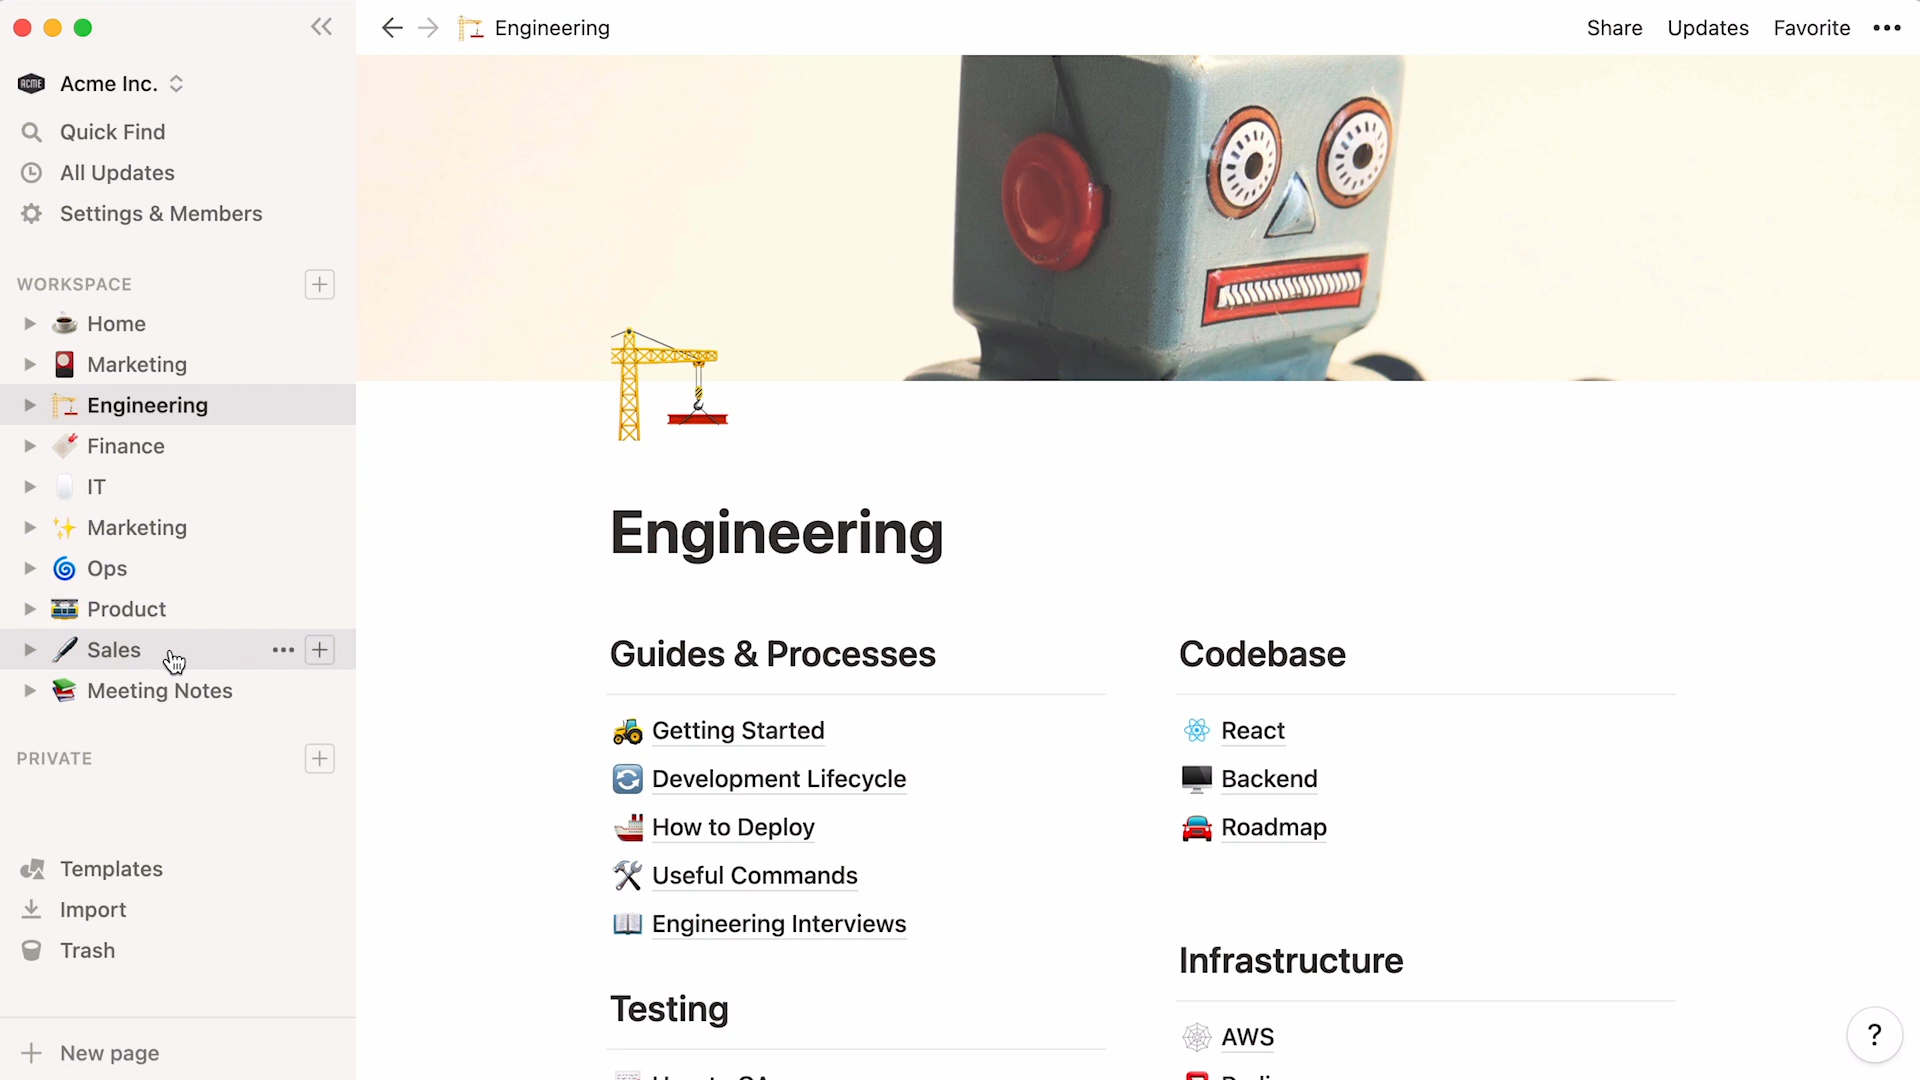 Engineering
Share
Updates
Favorite
ACME
Acme Inc.
Quick Find
All Updates
Settings & Members
WORKSPACE
Home
Marketing
Engineering
Finance
IT
Marketing
Ops
Product
Sales
Meeting Notes
PRIVATE
Templates
Import
Trash
New page
Engineering
Guides & Processes
Getting Started
Development Lifecycle
How to Deploy
Useful Commands
Engineering Interviews
Testing
Codebase
React
Backend
Roadmap
Infrastructure
AWS
?